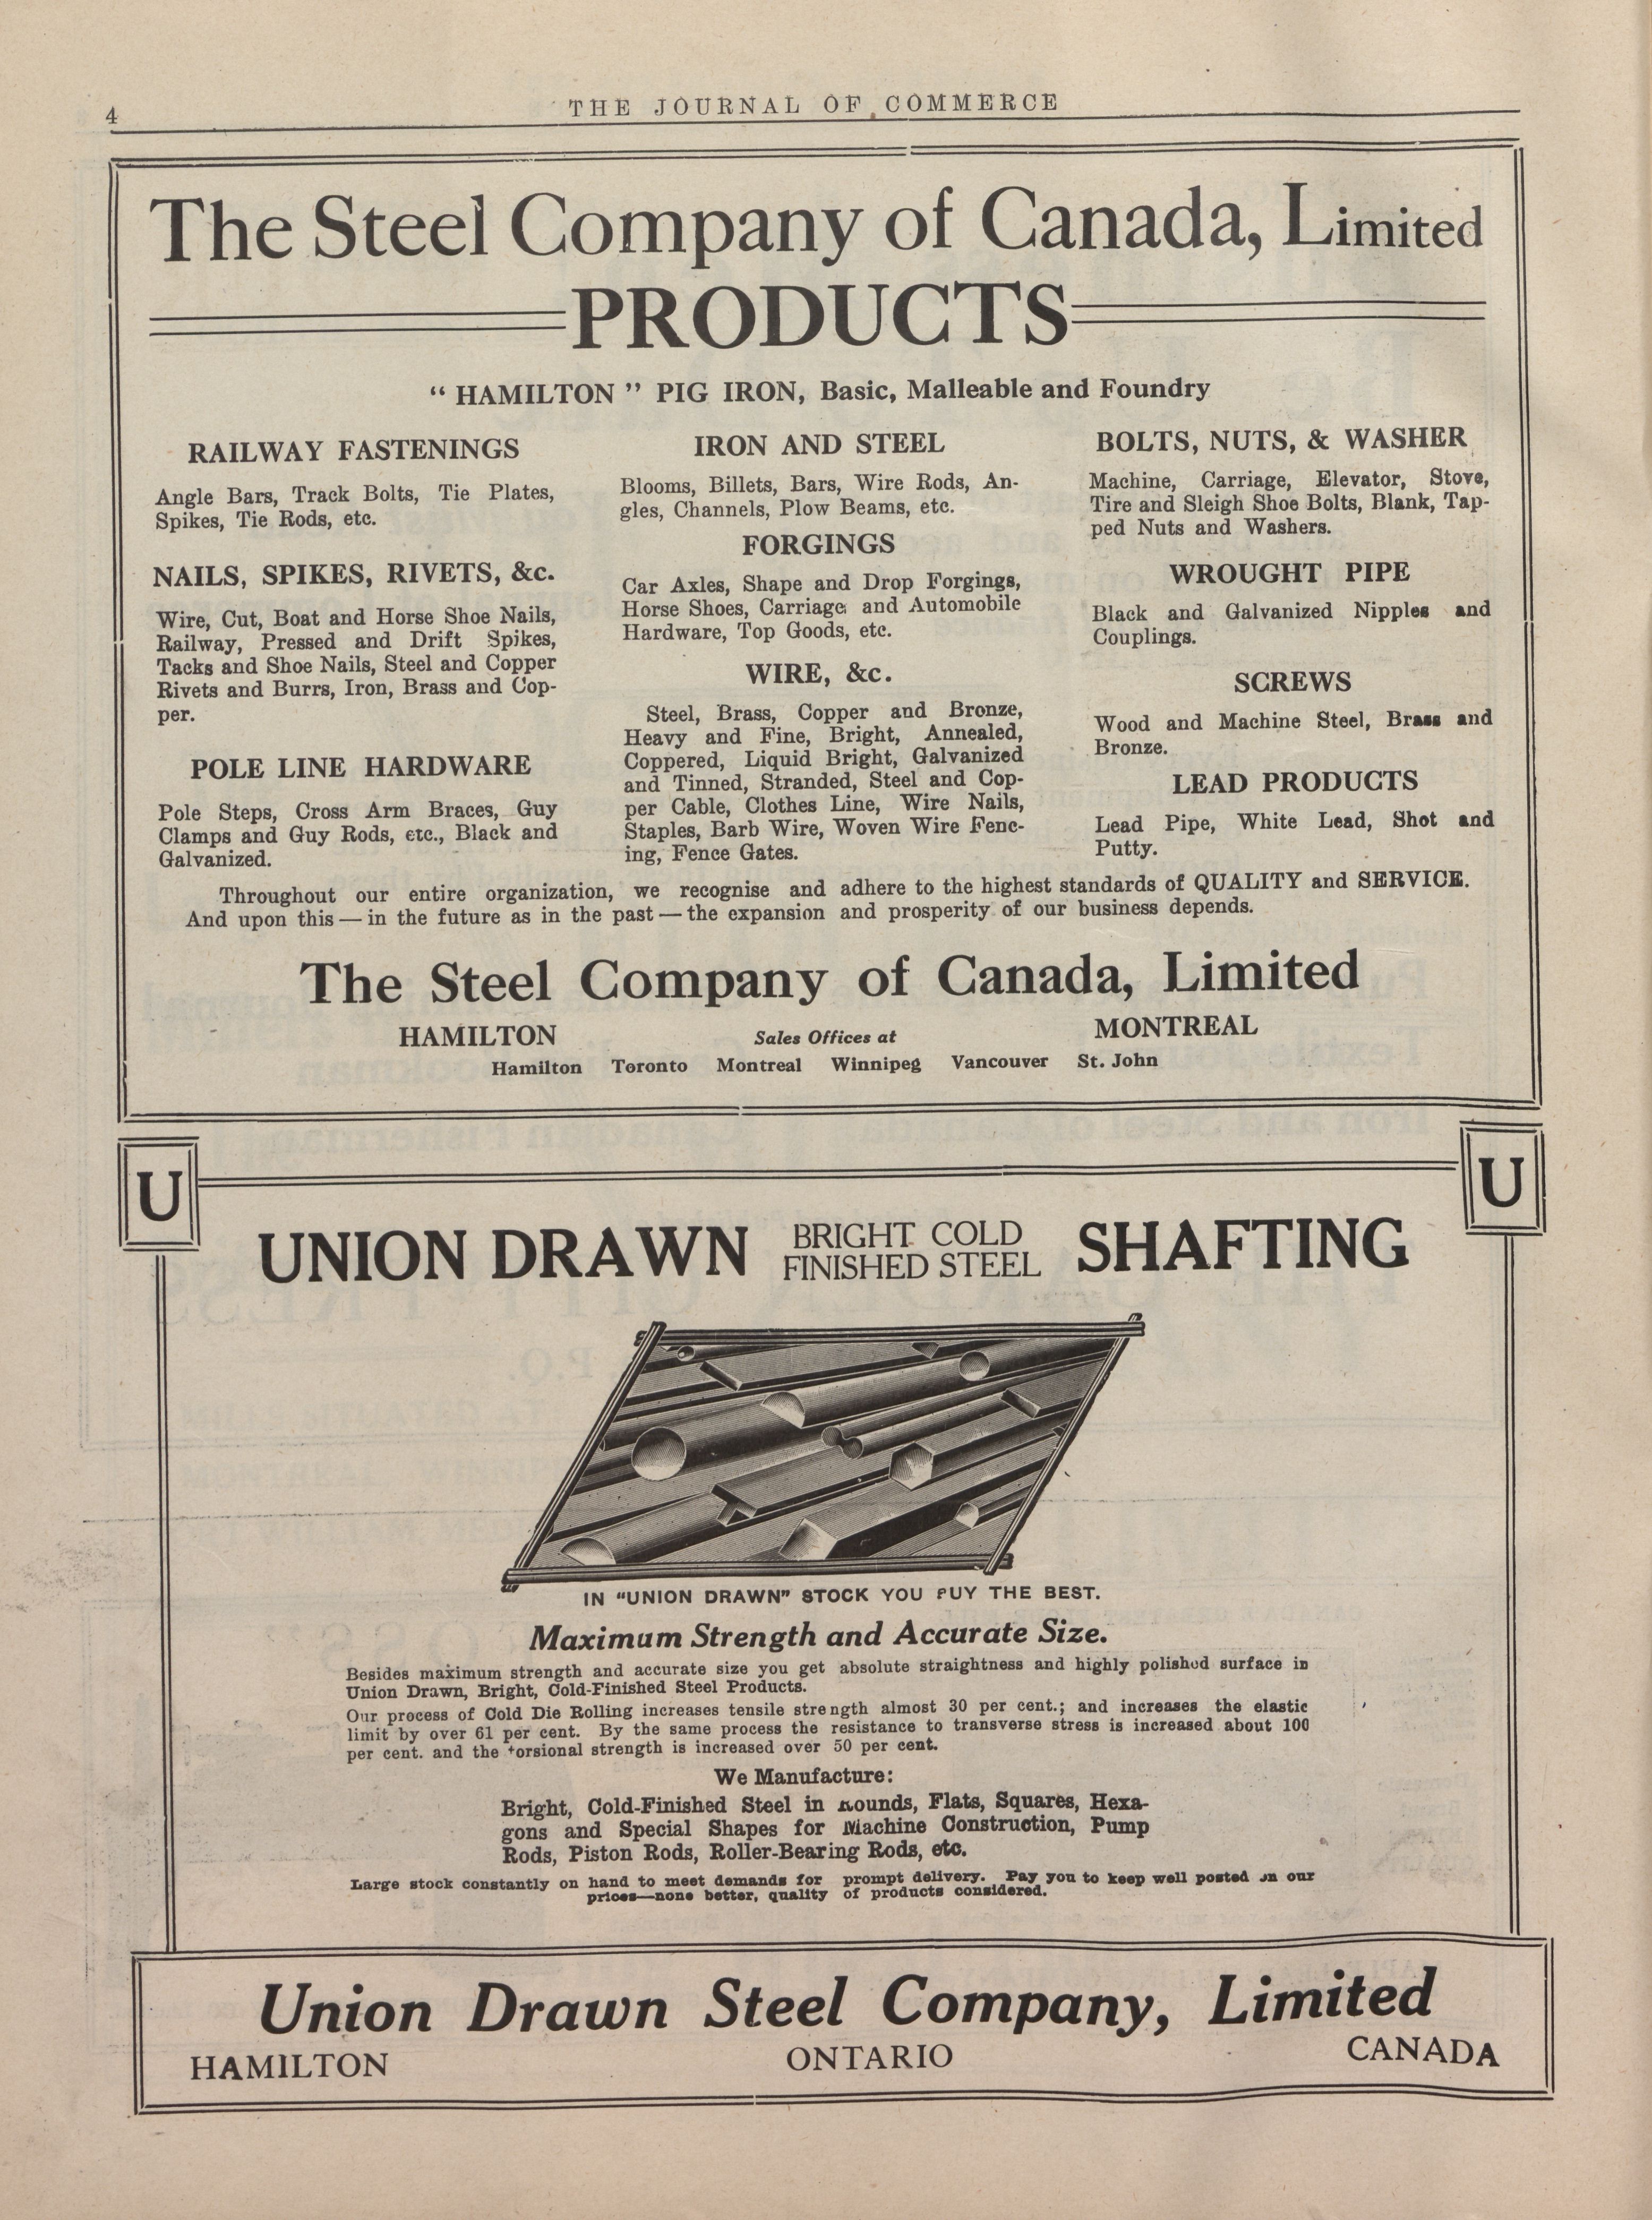 4
THE JOURNAL OF COMMERCE
The Steel Company of Canada, Limited
PRODUCTS
“ HAMILTON ” PIG IRON, Basic, Malleable and Foundry
RAILWAY FASTENINGS
Angle Bars, Track Bolts, Tie Plates,
Spikes, Tie Rods, etc.
NAILS, SPIKES, RIVETS, &c.
Wire, Cut, Boat and Horse Shoe Nails,
Railway, Pressed and Drift Spikes,
Tacks and Shoe Nails, Steel and Copper
Rivets and Burrs, Iron, Brass and Cop-
per.
POLE LINE HARDWARE
Pole Steps, Cross Arm Braces, Guy
Clamps and Guy Rods, etc., Black and
Galvanized.
IRON AND STEEL
Blooms, Billets, Bars, Wire Rods, An-
gles, Channels, Plow Beams, etc.
FORGINGS
Car Axles, Shape and Drop Forgings,
Horse Shoes, Carriage and Automobile
Hardware, Top Goods, etc.
WIRE, &c.
Steel, Brass, Copper and Bronze,
Heavy and Fine, Bright, Annealed,
Coppered, Liquid Bright, Galvanized
and Tinned, Stranded, Steel and Cop-
per Cable, Clothes Line, Wire Nails,
Staples, Barb Wire, Woven Wire Fenc-
ing, Fence Gates.
BOLTS, NUTS, & WASHER
Machine, Carriage, Elevator, Stove,
Tire and Sleigh Shoe Bolts, Blank, Tap-
ped Nuts and Washers.
WROUGHT PIPE
Black and Galvanized Nipples and
Couplings.
SCREWS
Wood and Machine Steel, Brass and
Bronze.
LEAD PRODUCTS
Lead Pipe, White Lead, Shot and
Putty.
Throughout our entire organization, we recognise and adhere to the highest standards of QUALITY and SERVICE.
And upon this — in the future as in the past — the expansion and prosperity of our business depends.
The Steel Company of Canada, Limited
HAMILTON Sales Offices at MONTREAL
Hamilton Toronto Montreal Winnipeg Vancouver St. John
U U
UNION DRAWN BRIGHT COLD FINISHED STEEL SHAFTING
IN “UNION DRAWN” STOCK YOU BUY THE BEST.
Maximum Strength and Accurate Size.
Besides maximum strength and accurate size you get absolute straightness and highly polished surface in
Union Drawn, Bright, Cold-Finished Steel Products.
Our process of Cold Die Rolling increases tensile strength almost 30 per cent.; and increases the elastic
limit by over 61 per cent. By the same process the resistance to transverse stress is increased about 100
per cent. and the torsional strength is increased over 50 per cent.
We Manufacture:
Bright, Cold-Finished Steel in Rounds, Flats, Squares, Hexa-
gons and Special Shapes for Machine Construction, Pump
Rods, Piston Rods, Roller-Bearing Rods, etc.
Large stock constantly on hand to meet demands for prompt delivery. Pay you to keep well posted on our
prices—none better, quality of products considered.
Union Drawn Steel Company, Limited
HAMILTON ONTARIO CANADA